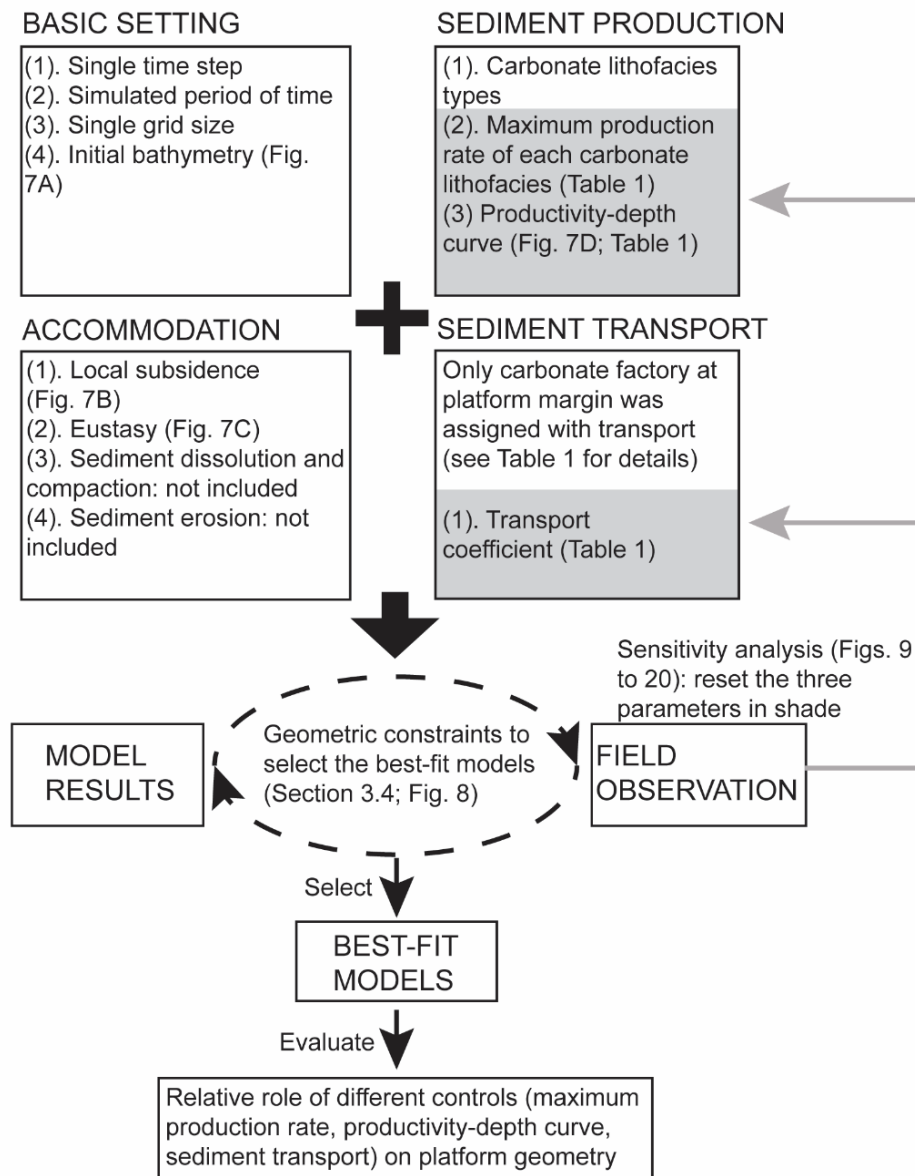 BASIC SETTING
(1). Single time step
(2). Simulated period of time
(3). Single grid size
(4). Initial bathymetry (Fig.
7A)
SEDIMENT PRODUCTION
(1). Carbonate lithofacies
types
(2). Maximum production
rate of each carbonate
lithofacies (Table 1)
(3) Productivity-depth
curve (Fig. 7D; Table 1)
ACCOMMODATION
(1). Local subsidence
(Fig. 7B)
(2). Eustasy (Fig. 7C)
(3). Sediment dissolution and
compaction: not included
(4). Sediment erosion: not
included
SEDIMENT TRANSPORT
Only carbonate factory at
platform margin was
assigned with transport
(see Table 1 for details)
(1). Transport
coefficient (Table 1)
Sensitivity analysis (Figs. 9
to 20): reset the three
parameters in shade
MODEL
RESULTS
Geometric constraints to
select the best-fit models
(Section 3.4; Fig. 8)
FIELD
OBSERVATION
Select
BEST-FIT
MODELS
Evaluate
Relative role of different controls (maximum
production rate, productivity-depth curve,
sediment transport) on platform geometry